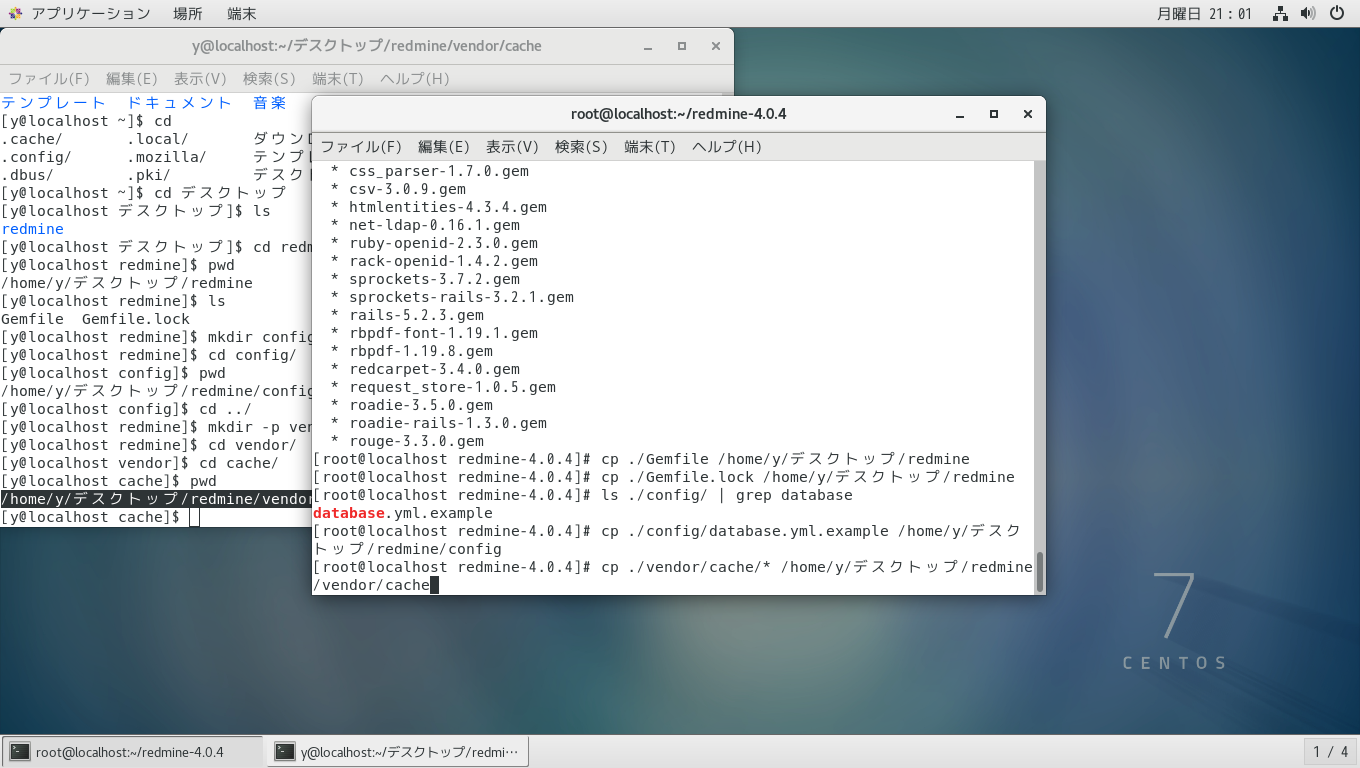 アプリケーション 場所 端末 月曜日 21：01
y@localhost:~/デスクトップ/redmine/vendor/cache
ファイル(F) 編集(E) 表示(V) 検索(S) 端末(T) ヘルプ(H)
テンプレート ドキュメント 音楽
[y@localhost ~]$ cd
.cache/ .local/ ダウン
.config/ .mozilla/ テンプ
.dbus/ .pki/ デスク
[y@localhost ~]$ cd デスクトップ
[y@localhost デスクトップ]$ ls
redmine
[y@localhost デスクトップ]$ cd redm
[y@localhost redmine]$ pwd
/home/y/デスクトップ/redmine
[y@localhost redmine]$ ls
Gemfile Gemfile.lock
[y@localhost redmine]$ mkdir config
[y@localhost redmine]$ cd config/
[y@localhost config]$ pwd
/home/y/デスクトップ/redmine/config
[y@localhost config]$ cd ../
[y@localhost redmine]$ mkdir -p ven
[y@localhost redmine]$ cd vendor/
[y@localhost vendor]$ cd cache/
[y@localhost cache]$ pwd
/home/y/デスクトップ/redmine/vendor
[y@localhost cache]$
root@localhost:~/redmine-4.0.4
ファイル(F) 編集(E) 表示(V) 検索(S) 端末(T) ヘルプ(H)
* css_parser-1.7.0.gem
* csv-3.0.9.gem
* htmlentities-4.3.4.gem
* net-ldap-0.16.1.gem
* ruby-openid-2.3.0.gem
* rack-openid-1.4.2.gem
* sprockets-3.7.2.gem
* sprockets-rails-3.2.1.gem
* rails-5.2.3.gem
* rbpdf-font-1.19.1.gem
* rbpdf-1.19.8.gem
* redcarpet-3.4.0.gem
* request_store-1.0.5.gem
* roadie-3.5.0.gem
* roadie-rails-1.3.0.gem
* rouge-3.3.0.gem
[root@localhost redmine-4.0.4]# cp ./Gemfile /home/y/デスクトップ/redmine
[root@localhost redmine-4.0.4]# cp ./Gemfile.lock /home/y/デスクトップ/redmine
[root@localhost redmine-4.0.4]# ls ./config/ | grep database
database.yml.example
[root@localhost redmine-4.0.4]# cp ./config/database.yml.example /home/y/デスク
トップ/redmine/config
[root@localhost redmine-4.0.4]# cp ./vendor/cache/* /home/y/デスクトップ/redmine
/vendor/cache
7
CENTOS
root@localhost:~/redmine-4.0.4 y@localhost:~/デスクトップ/redmi… 1 / 4